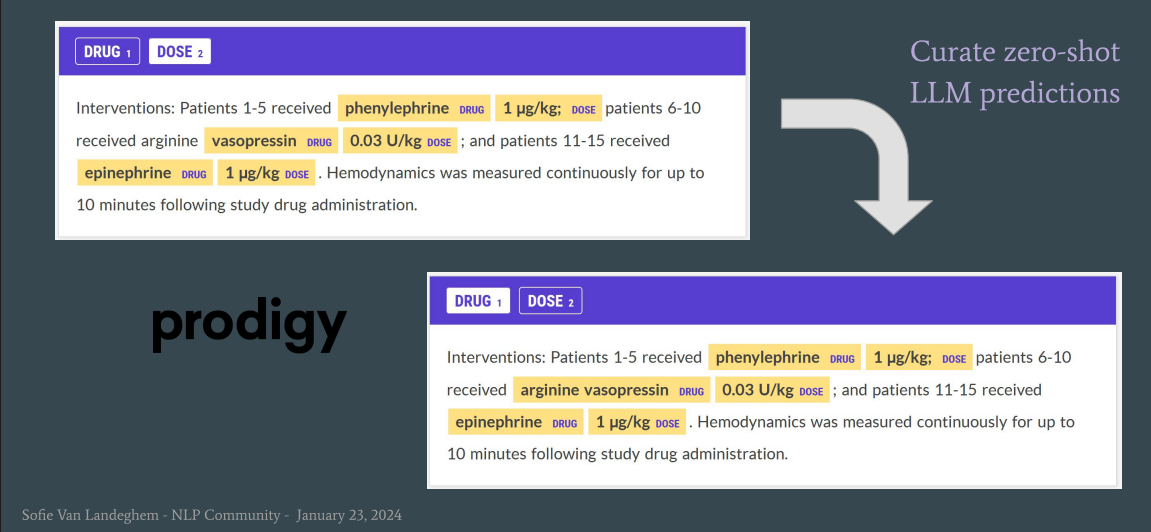 DRUG 1 DOSE 2
Interventions: Patients 1-5 received phenylephrine DRUG 1 µg/kg; DOSE patients 6-10
received arginine vasopressin DRUG 0.03 U/kg DOSE ; and patients 11-15 received
epinephrine DRUG 1 µg/kg DOSE . Hemodynamics was measured continuously for up to
10 minutes following study drug administration.
Curate zero-shot
LLM predictions
prodigy
DRUG 1 DOSE 2
Interventions: Patients 1-5 received phenylephrine DRUG 1 µg/kg; DOSE patients 6-10
received arginine vasopressin DRUG 0.03 U/kg DOSE ; and patients 11-15 received
epinephrine DRUG 1 µg/kg DOSE . Hemodynamics was measured continuously for up to
10 minutes following study drug administration.
Sofie Van Landeghem - NLP Community - January 23, 2024